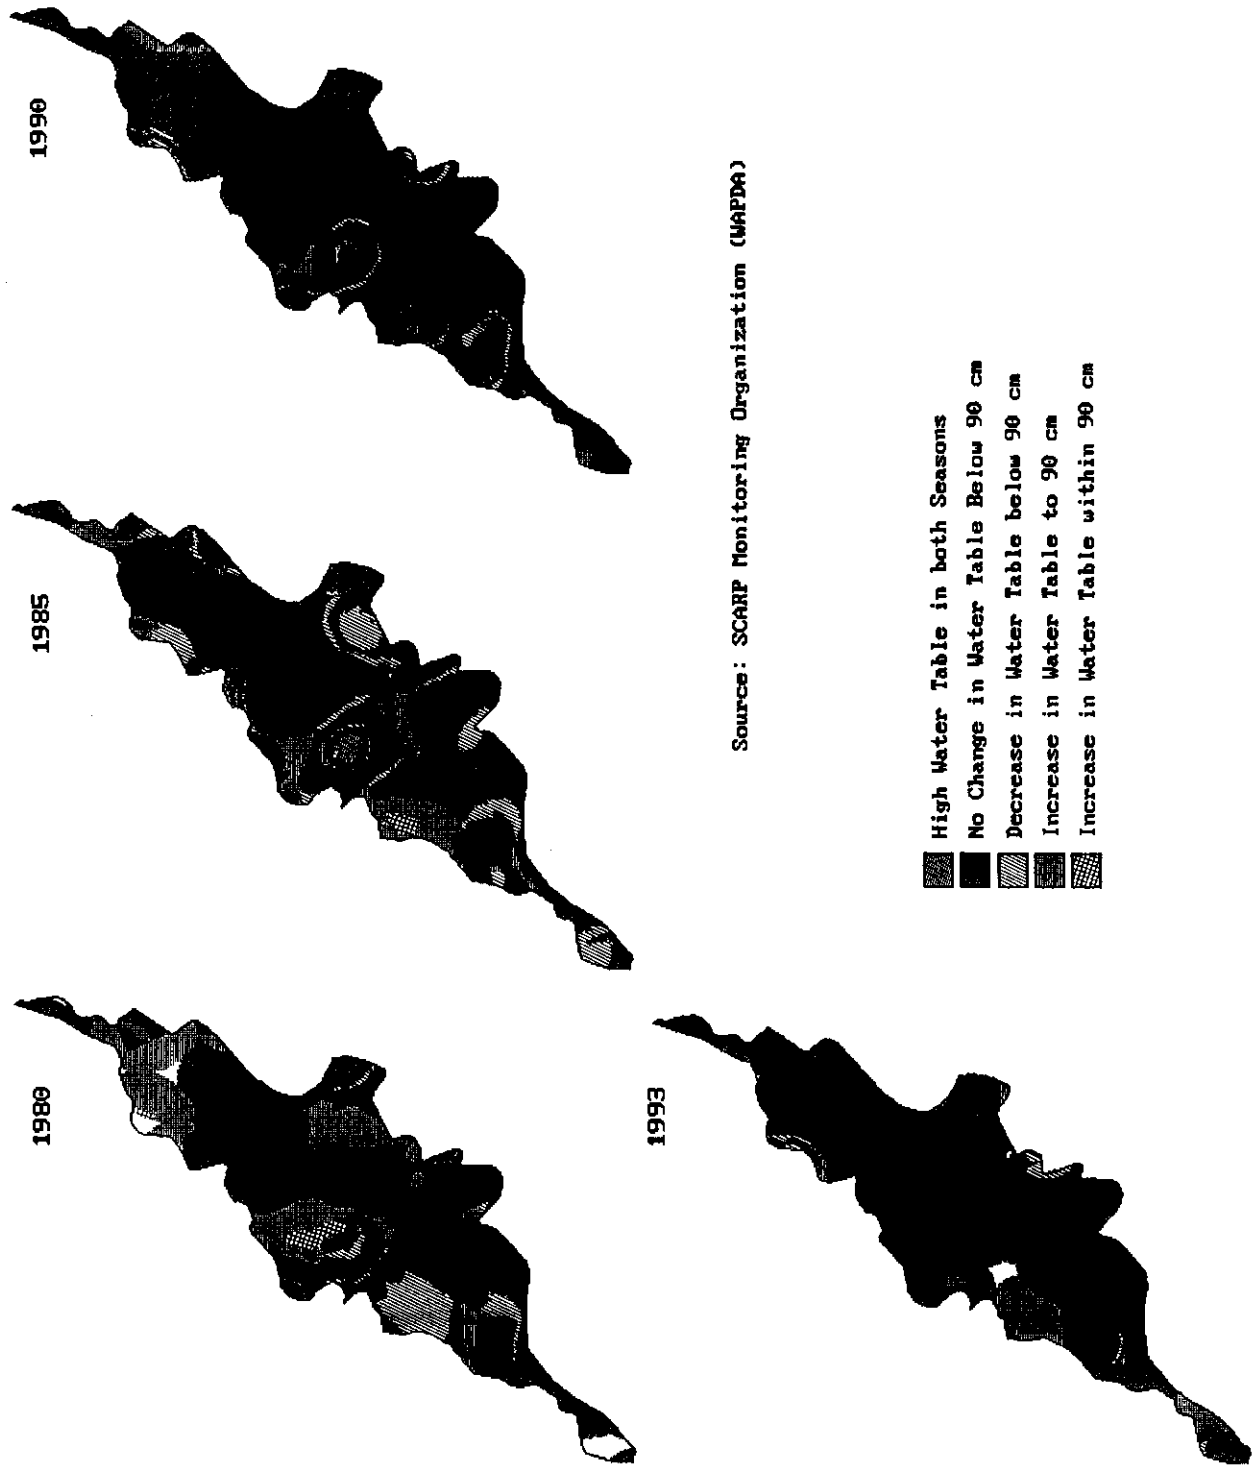 1980
1985
1990
1993
Source: SCARP Monitoring Organization (WAPDA)
High Water Table in both Seasons
No Change in Water Table Below 90 cm
Decrease in Water Table below 90 cm
Increase in Water Table to 90 cm
Increase in Water Table within 90 cm